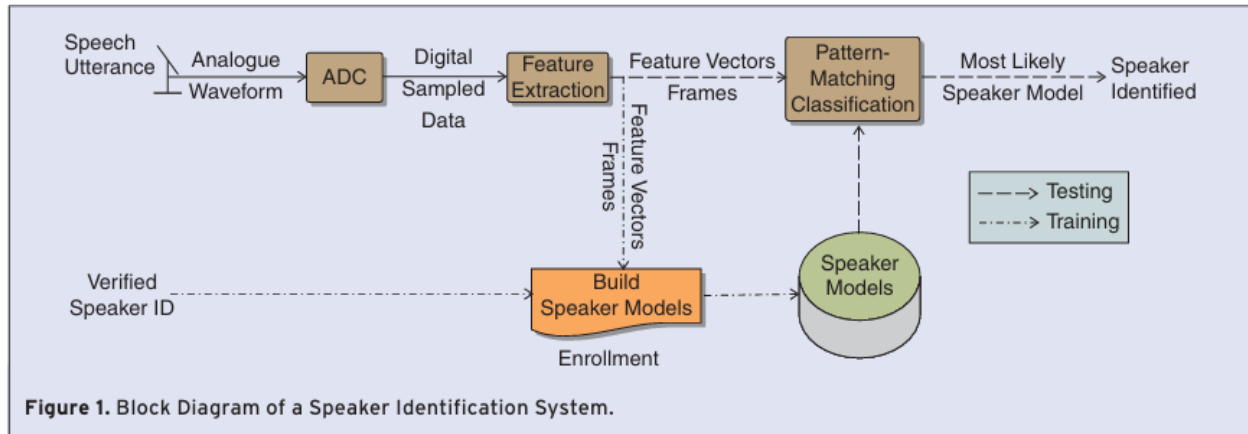 Speech
Utterance
Analogue
Waveform
ADC
Digital
Sampled
Data
Feature
Extraction
Feature Vectors
Frames
Pattern-
Matching
Classification
Most Likely
Speaker Model
Speaker
Identified
Feature Vectors
Frames
Testing
Training
Verified
Speaker ID
Build
Speaker Models
Enrollment
Speaker
Models
Figure 1. Block Diagram of a Speaker Identification System.